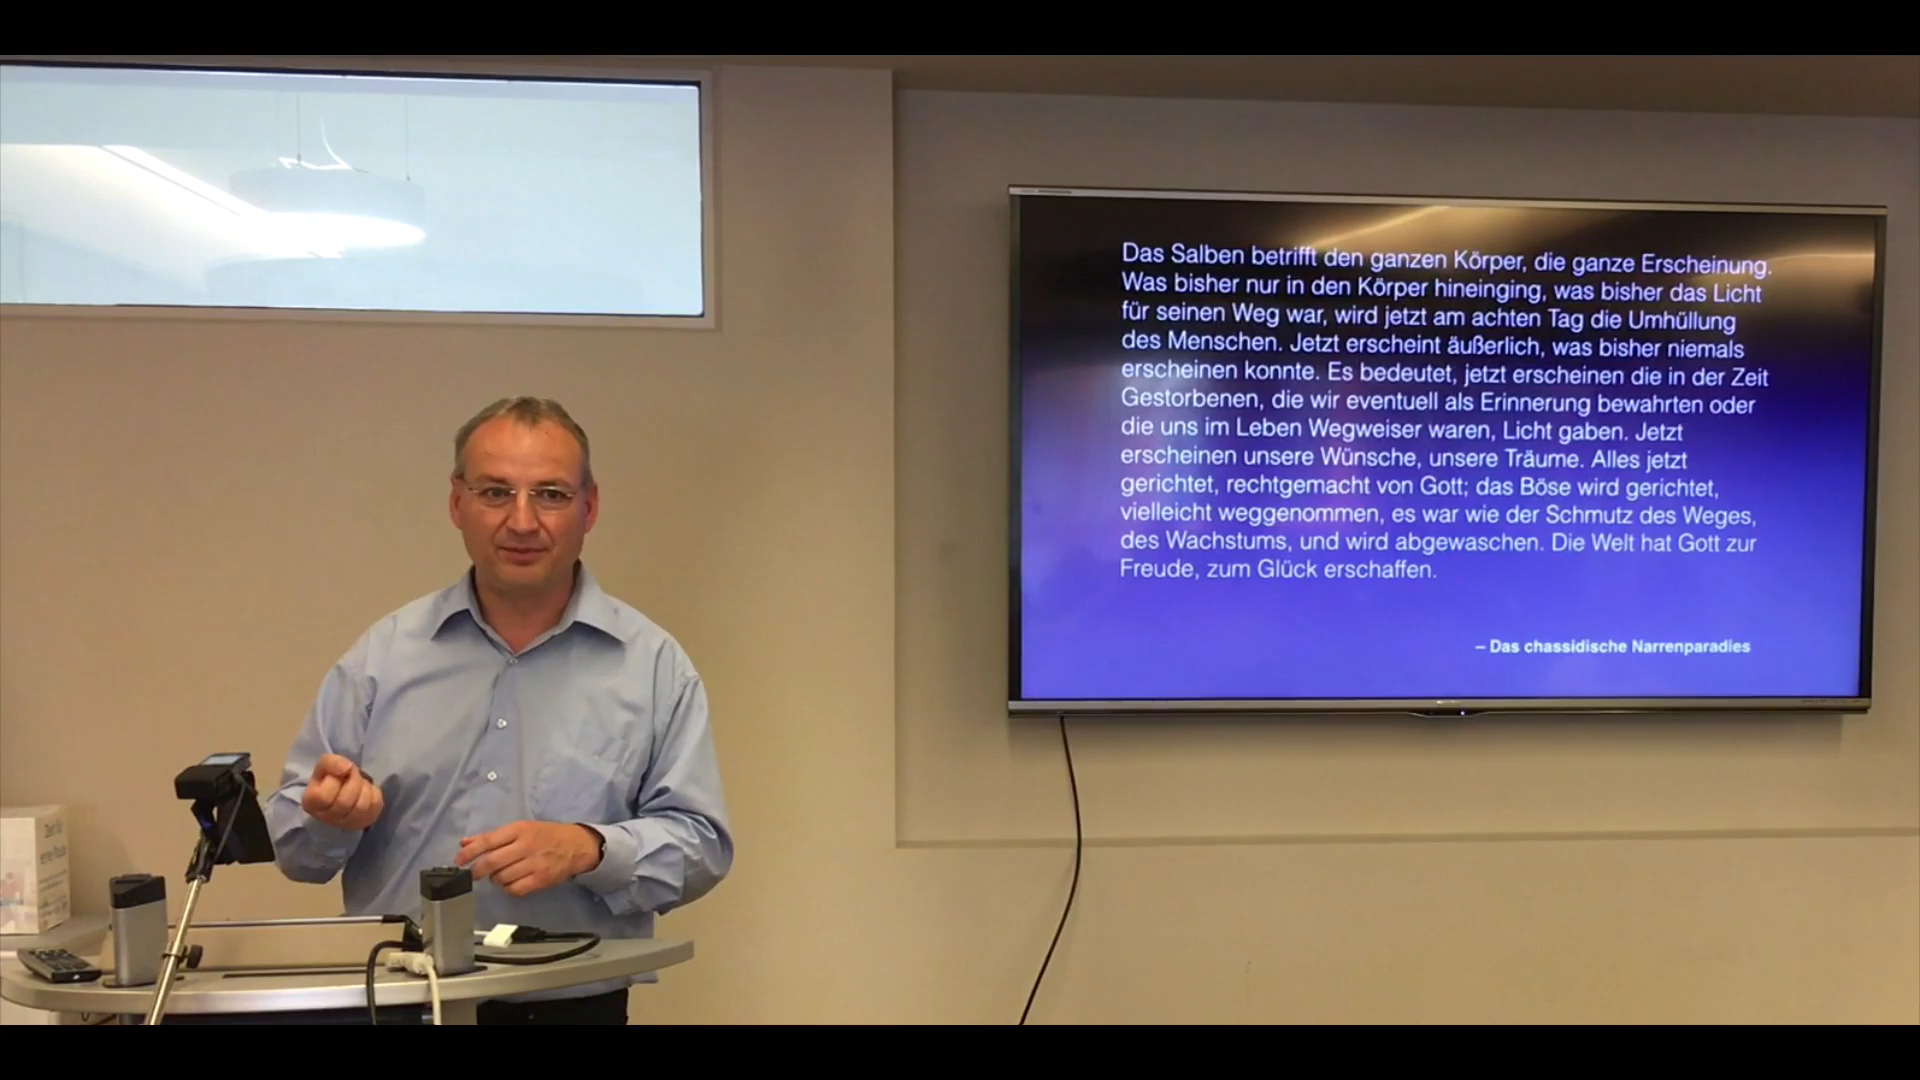 Das Salben betrifft den ganzen Körper, die ganze Erscheinung.
Was bisher nur in den Körper hineinging, was bisher das Licht
für seinen Weg war, wird jetzt am achten Tag die Umhüllung
des Menschen. Jetzt erscheint äußerlich, was bisher niemals
erscheinen konnte. Es bedeutet, jetzt erscheinen die in der Zeit
Gestorbenen, die wir eventuell als Erinnerung bewahrten oder
die uns im Leben Wegweiser waren, Licht gaben. Jetzt
erscheinen unsere Wünsche, unsere Träume. Alles jetzt
gerichtet, rechtgemacht von Gott; das Böse wird gerichtet,
vielleicht weggenommen, es war wie der Schmutz des Weges,
des Wachstums, und wird abgewaschen. Die Welt hat Gott zur
Freude, zum Glück erschaffen.
– Das chassidische Narrenparadies